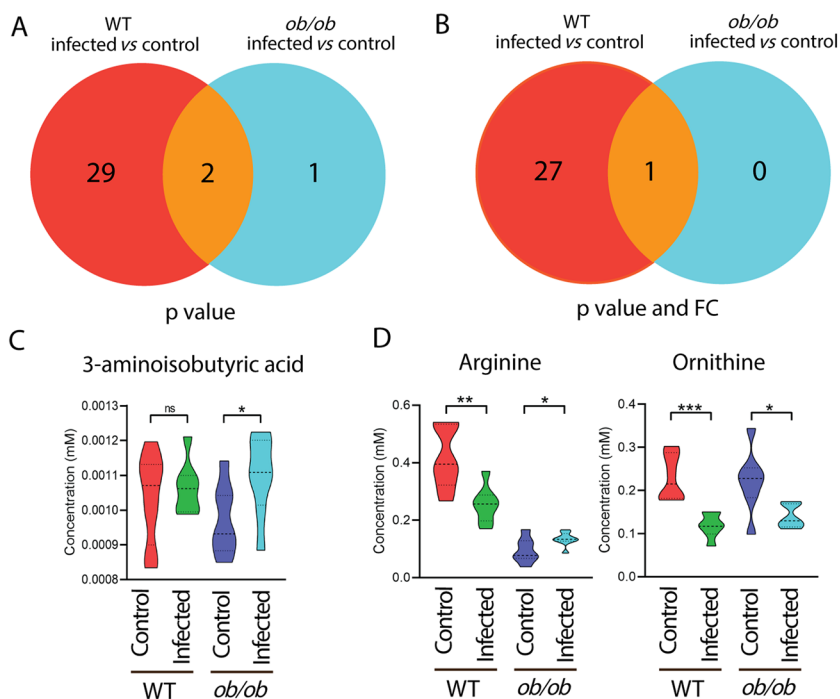 A
WT
infected vs control
ob/ob
infected vs control
29
2
1
p value
B
WT
infected vs control
ob/ob
infected vs control
27
1
0
p value and FC
C
3-aminoisobutyric acid
Concentration (mM)
0.0013
0.0012
0.0011
0.0010
0.0009
0.0008
ns
*
Control
Infected
Control
Infected
WT
ob/ob
D
Arginine
Concentration (mM)
0.6
0.4
0.2
0.0
**
*
Control
Infected
Control
Infected
WT
ob/ob
Ornithine
Concentration (mM)
0.4
0.3
0.2
0.1
0.0
***
*
Control
Infected
Control
Infected
WT
ob/ob